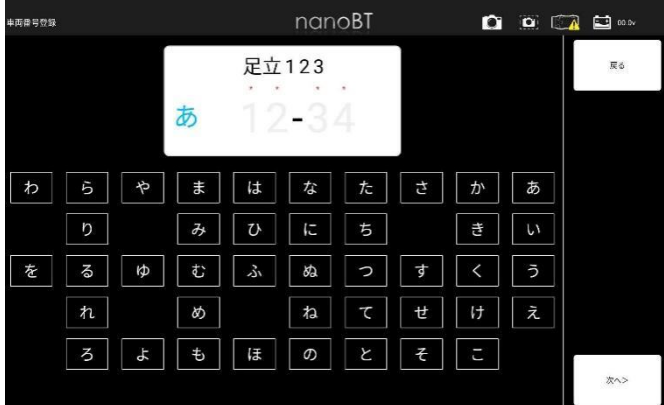 車両番号登録
nanoBT
00.0v
足立123
あ 12-34
戻る
わ ら や ま は な た さ か あ
り み ひ に ち き い
を る ゆ む ふ ぬ つ す く う
れ め ね て せ け え
ろ よ も ほ の と そ こ
次へ>